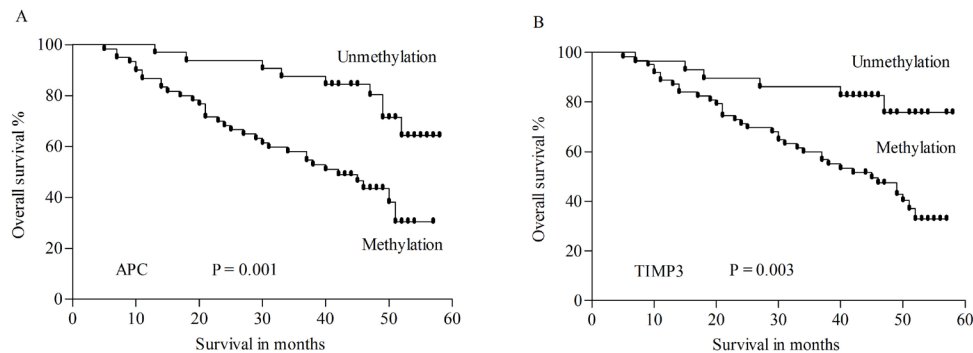 A
100
80
60
40
20
0
Overall survival %
Unmethylation
Methylation
APC P = 0.001
0 10 20 30 40 50 60
Survival in months
B
100
80
60
40
20
0
Overall survival %
Unmethylation
Methylation
TIMP3 P = 0.003
0 10 20 30 40 50 60
Survival in months